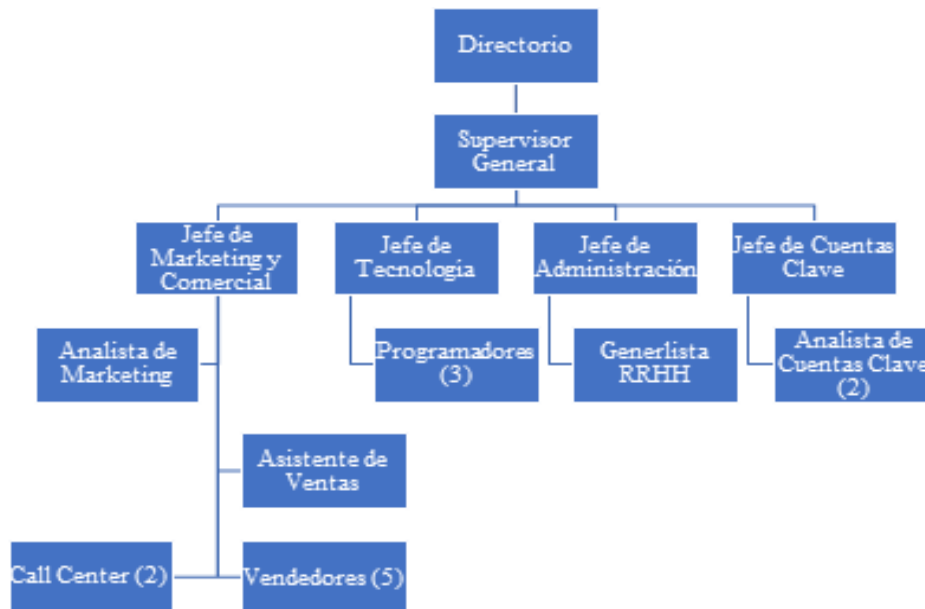 Directorio
Supervisor
General
Jefe de
Marketing y
Comercial
Jefe de
Tecnología
Jefe de
Administración
Jefe de Cuentas
Clave
Analista de
Marketing
Programadores
(3)
Generlista
RRHH
Analista de
Cuentas Clave
(2)
Asistente de
Ventas
Call Center (2)
Vendedores (5)